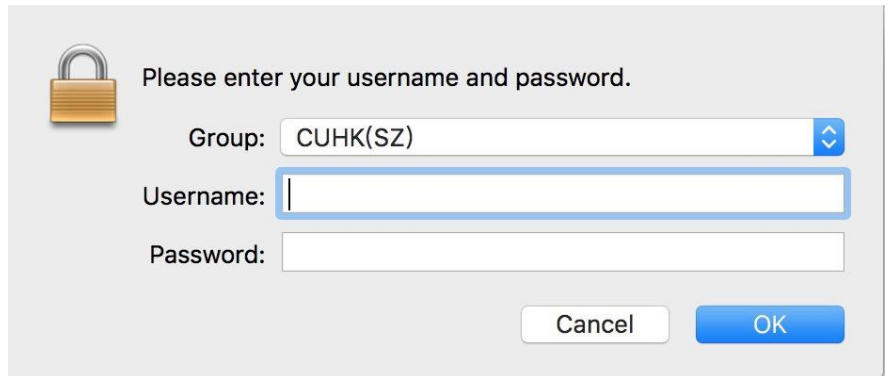 Please enter your username and password.
Group: CUHK(SZ)
Username:
Password:
Cancel OK